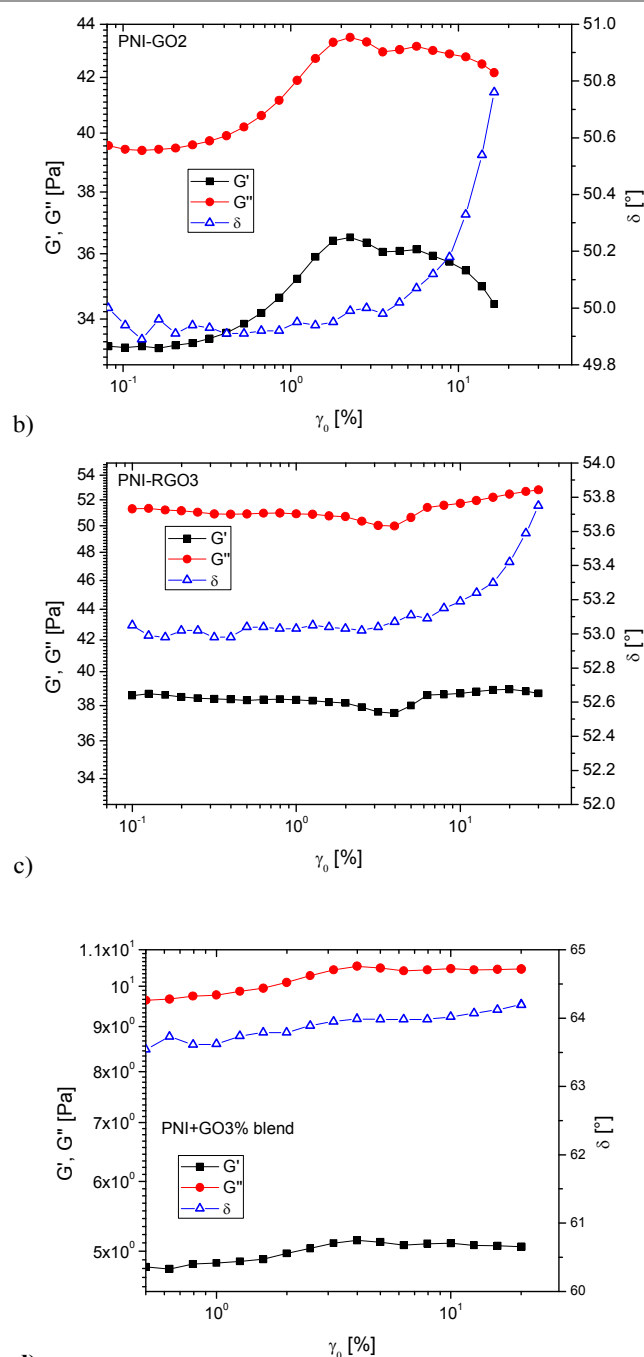 PNI-GO2
44
42
40
38
36
34
G', G'' [Pa]
G'
G''
δ
51.0
50.8
50.6
50.4
50.2
50.0
49.8
δ [°]
10⁻¹
10⁰
10¹
γ₀ [%]
b)
PNI-RGO3
54
52
50
48
46
44
42
40
38
36
34
G', G'' [Pa]
G'
G''
δ
54.0
53.8
53.6
53.4
53.2
53.0
52.8
52.6
52.4
52.2
52.0
δ [°]
10⁻¹
10⁰
10¹
γ₀ [%]
c)
1.1x10¹
10¹
9x10⁰
8x10⁰
7x10⁰
6x10⁰
5x10⁰
G', G'' [Pa]
PNI+GO3% blend
G'
G''
δ
65
64
63
62
61
60
δ [°]
10⁰
10¹
γ₀ [%]